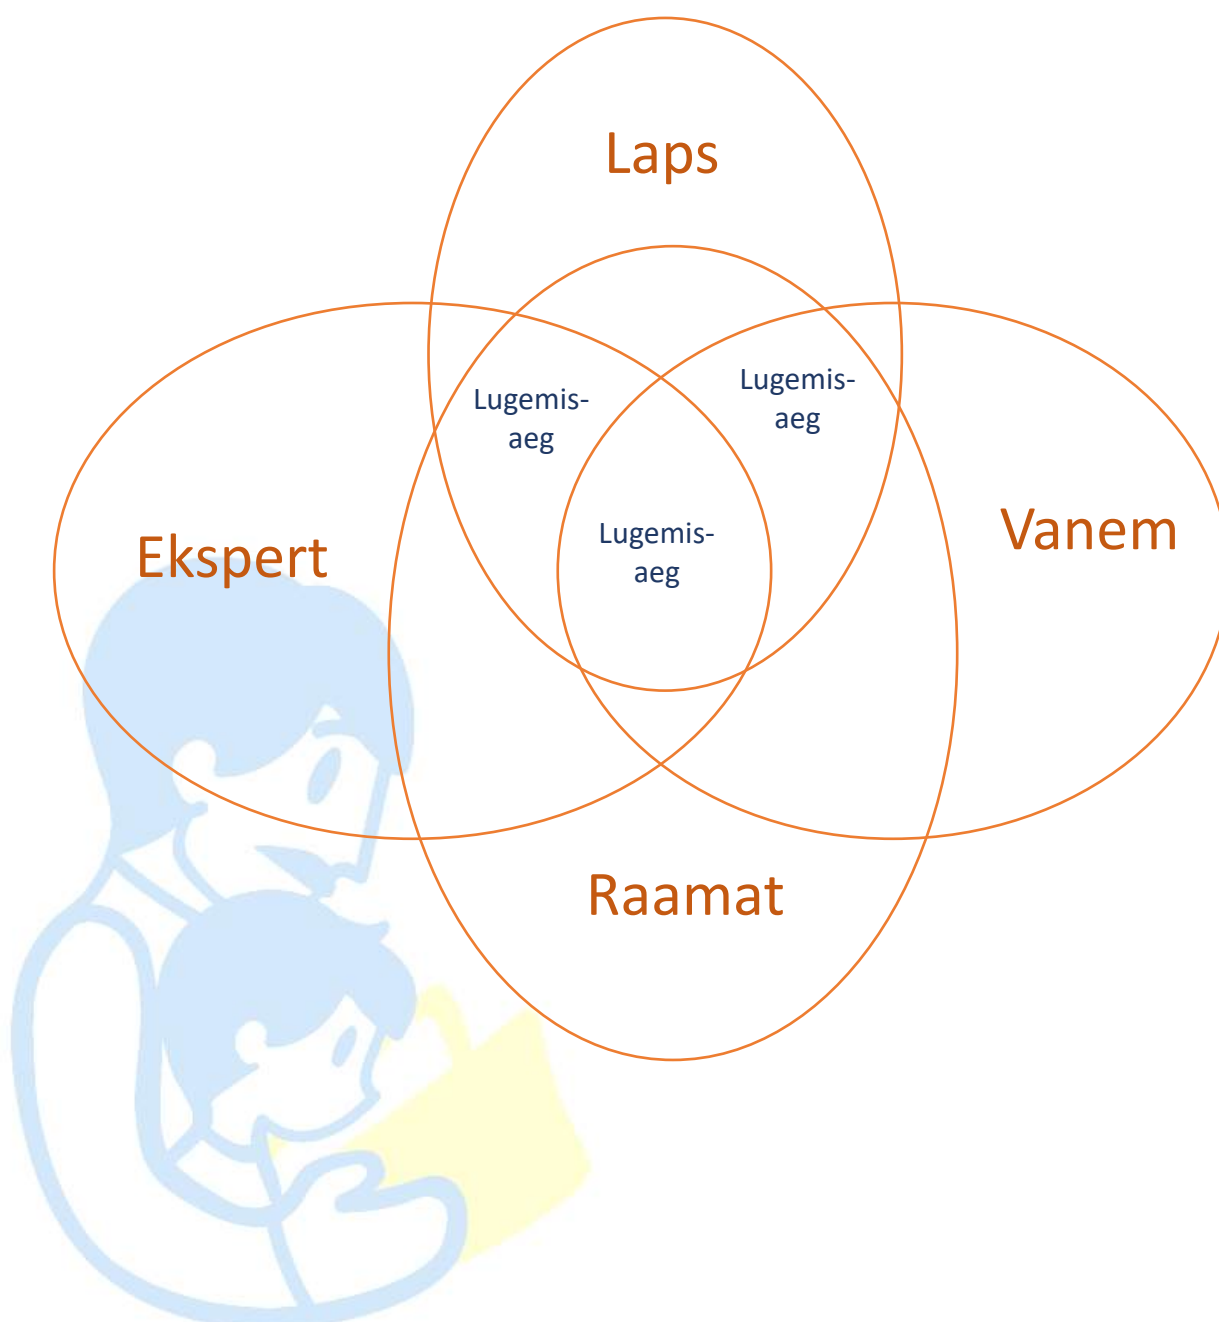 Laps
Lugemis-
aeg
Lugemis-
aeg
Ekspert
Lugemis-
aeg
Vanem
Raamat